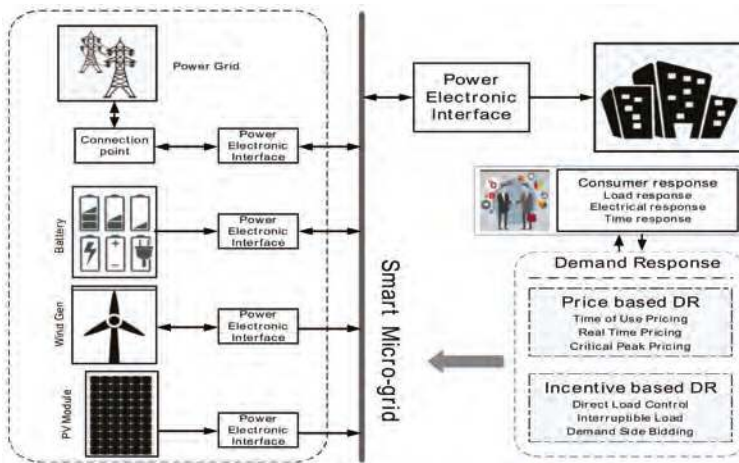 Power Grid
Connection
point
Power
Electronic
Interface
Battery
Power
Electronic
Interface
Wind Gen
Power
Electronic
Interface
PV Module
Power
Electronic
Interface
Smart Micro-grid
Power
Electronic
Interface
Consumer response
Load response
Electrical response
Time response
Demand Response
Price based DR
Time of Use Pricing
Real Time Pricing
Critical Peak Pricing
Incentive based DR
Direct Load Control
Interruptible Load
Demand Side Bidding